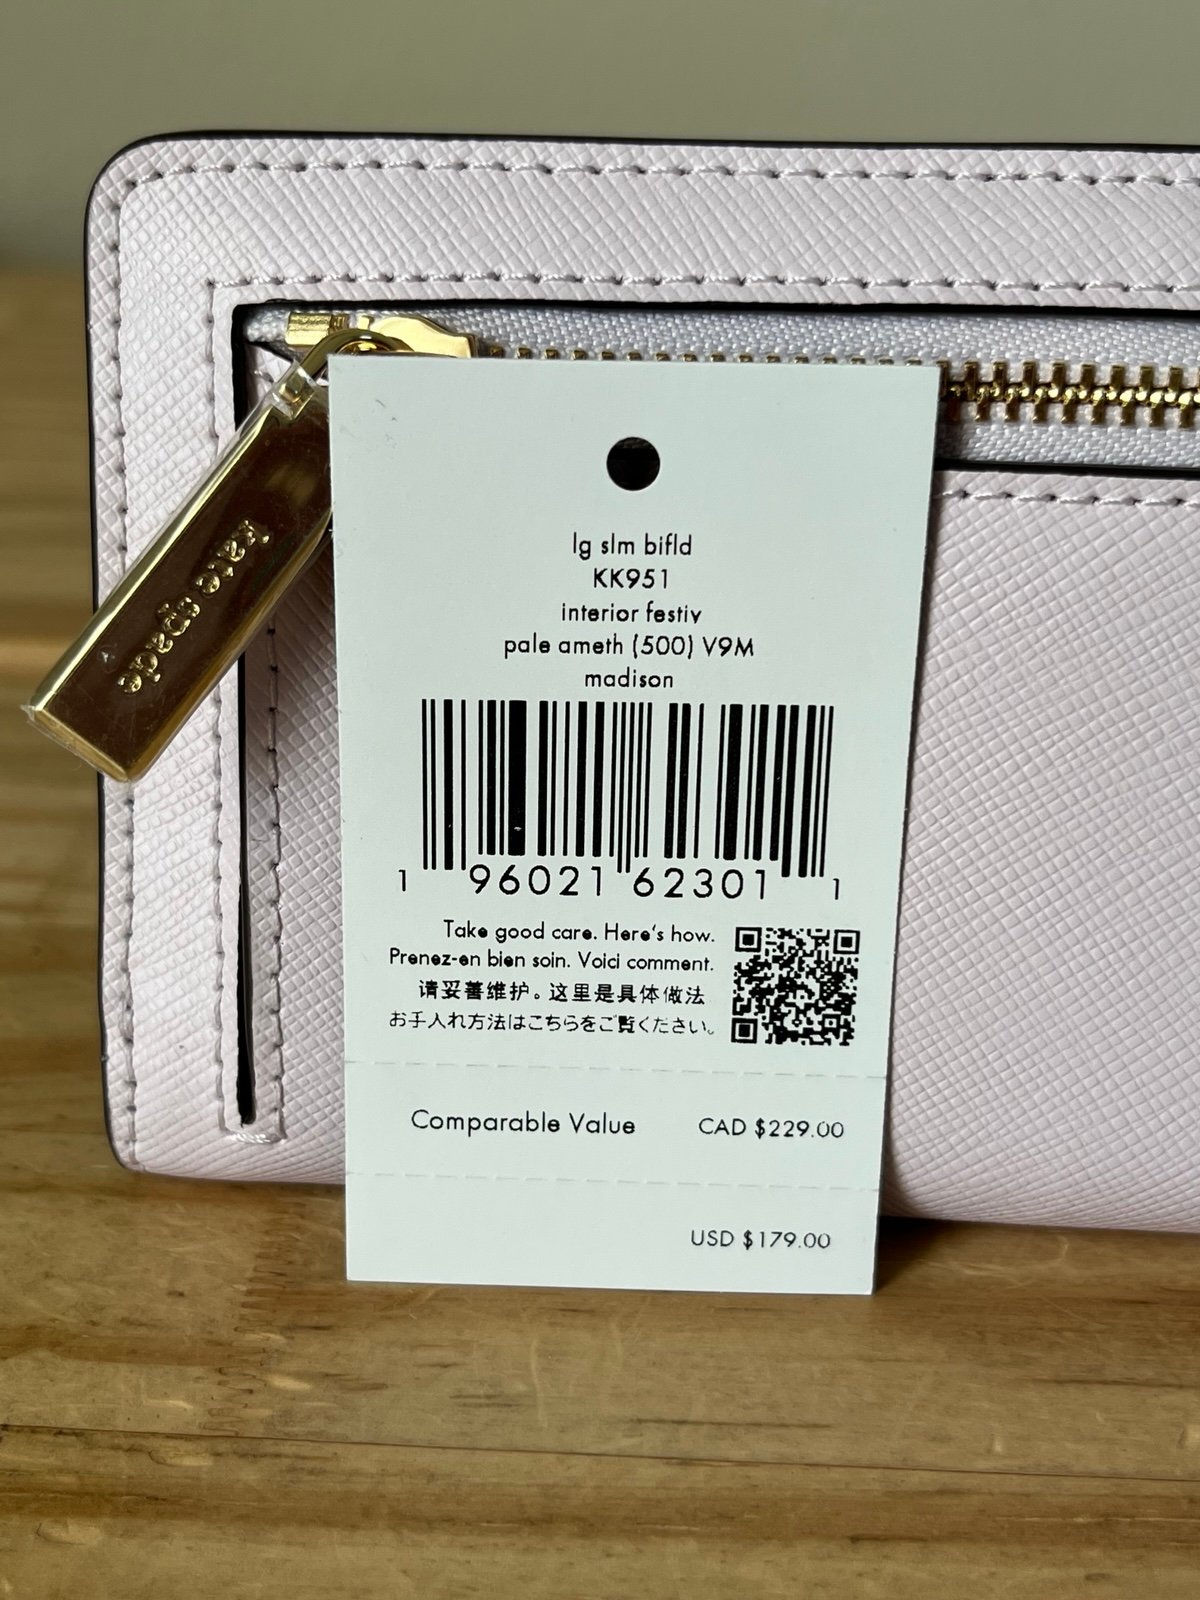 kate spade
lg slm bifld
KK951
interior festiv
pale ameth (500) V9M
madison
1 96021 62301 1
Take good care. Here's how.
Prenez-en bien soin. Voici comment.
请妥善维护。这里是具体做法
お手入れ方法はこちらをご覧ください。
Comparable Value CAD $229.00
USD $179.00